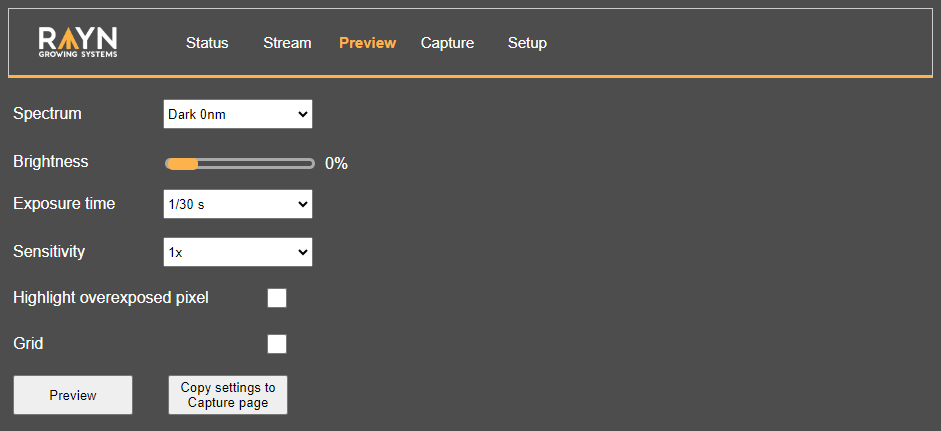 RAYN
GROWING SYSTEMS
Status Stream Preview Capture Setup
Spectrum Dark 0nm
Brightness 0%
Exposure time 1/30 s
Sensitivity 1x
Highlight overexposed pixel
Grid
Preview
Copy settings to
Capture page